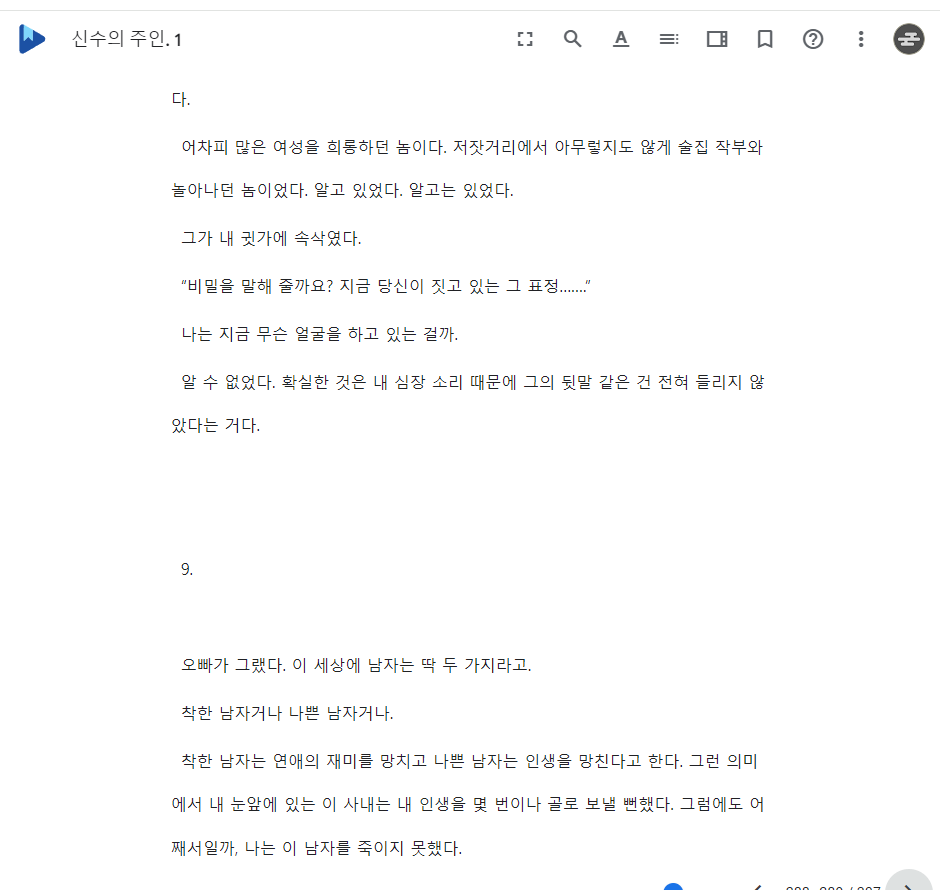 신수의 주인. 1
다.
어차피 많은 여성을 희롱하던 놈이다. 저잣거리에서 아무렇지도 않게 술집 작부와
놀아나던 놈이었다. 알고 있었다. 알고는 있었다.
그가 내 귓가에 속삭였다.
“비밀을 말해 줄까요? 지금 당신이 짓고 있는 그 표정…….”
나는 지금 무슨 얼굴을 하고 있는 걸까.
알 수 없었다. 확실한 것은 내 심장 소리 때문에 그의 뒷말 같은 건 전혀 들리지 않
았다는 거다.
9.
오빠가 그랬다. 이 세상에 남자는 딱 두 가지라고.
착한 남자거나 나쁜 남자거나.
착한 남자는 연애의 재미를 망치고 나쁜 남자는 인생을 망친다고 한다. 그런 의미
에서 내 눈앞에 있는 이 사내는 내 인생을 몇 번이나 골로 보낼 뻔했다. 그럼에도 어
째서일까, 나는 이 남자를 죽이지 못했다.